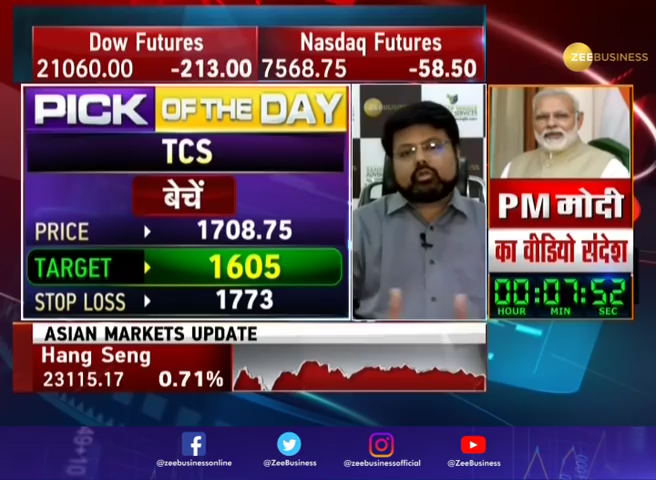 Dow Futures
21060.00 -213.00
Nasdaq Futures
7568.75 -58.50
ZEEBUSINESS
PICK OF THE DAY
TCS
बेचें
PRICE 1708.75
TARGET 1605
STOP LOSS 1773
PM मोदी
का वीडियो संदेश
00:07:52
HOUR MIN SEC
ASIAN MARKETS UPDATE
Hang Seng
23115.17 0.71%
@zeebusinessonline
@ZeeBusiness
@zeebusinessofficial
@ZeeBusiness